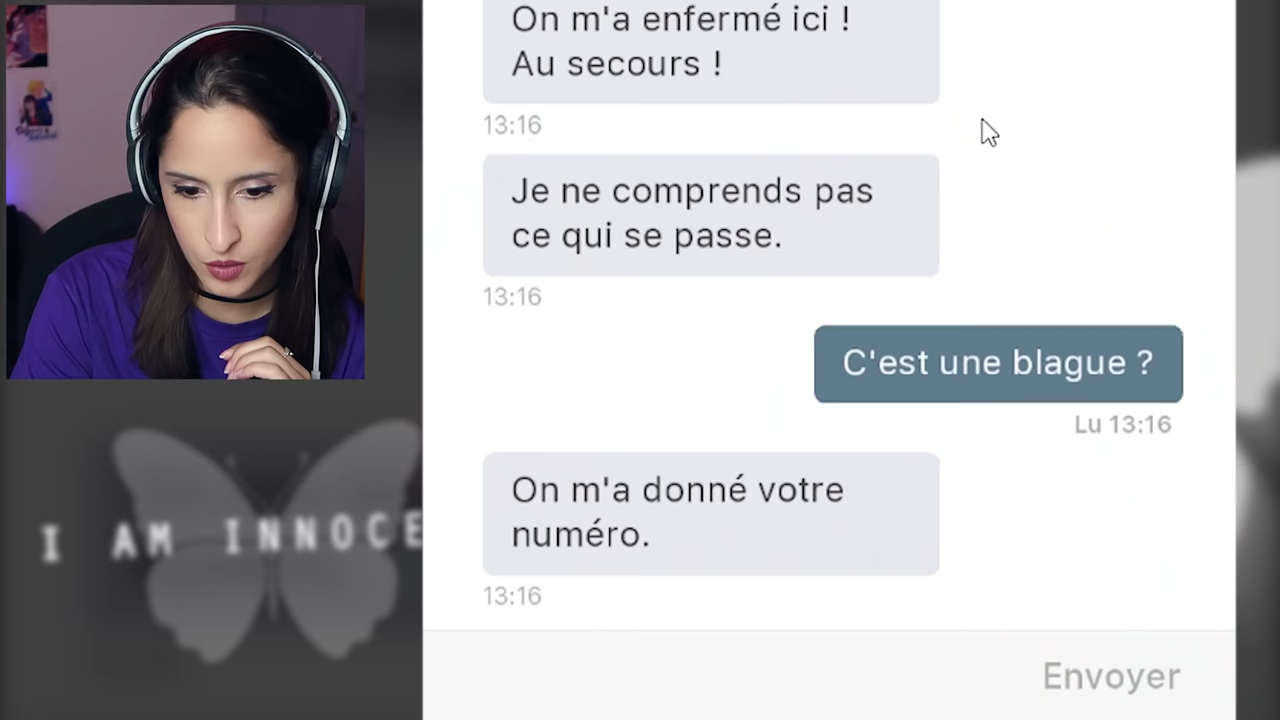 On m'a enfermé ici !
Au secours !
13:16
Je ne comprends pas
ce qui se passe.
13:16
C'est une blague ?
Lu 13:16
On m'a donné votre
numéro.
13:16
I AM INNOCE
Envoyer